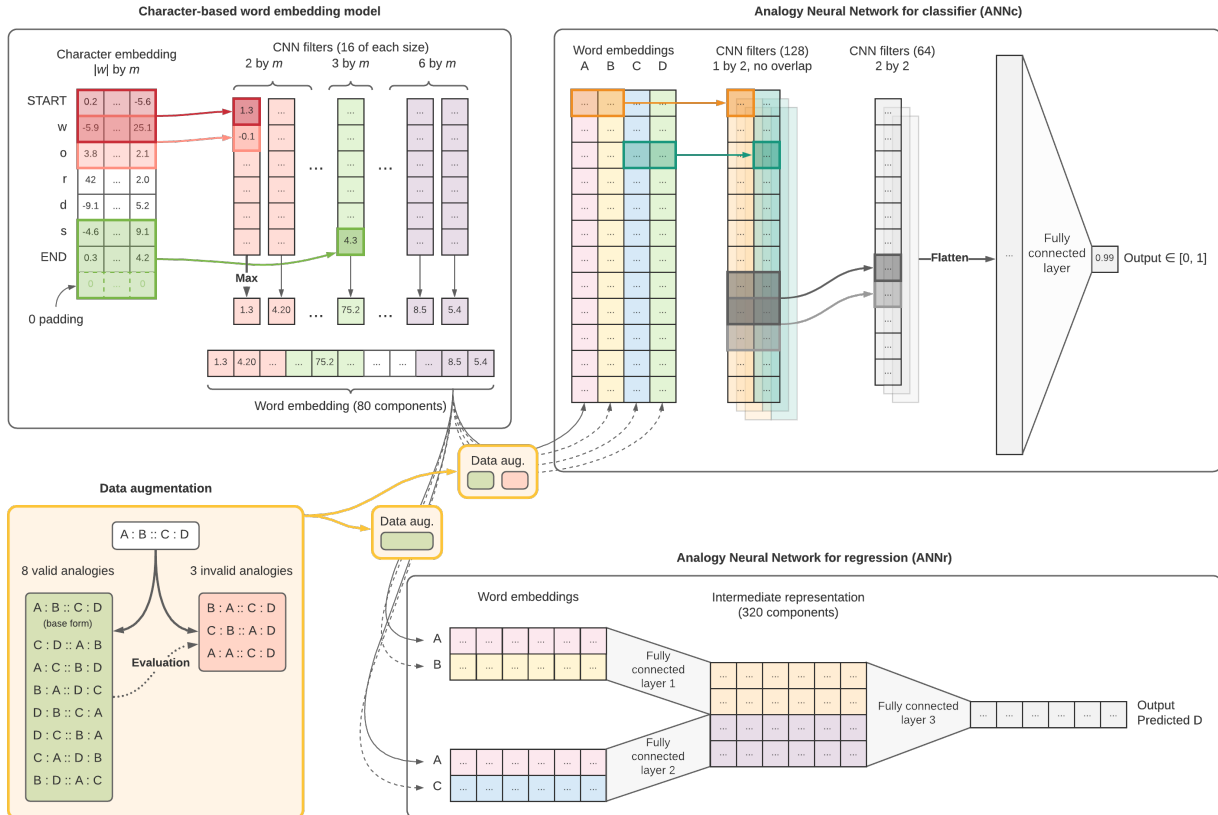 Character-based word embedding model
Character embedding
|w| by m
START
w
o
r
d
s
END
0.2 ... -5.6
-5.9 ... 25.1
3.8 ... 2.1
42 ... 2.0
-9.1 ... 5.2
-4.6 ... 9.1
0.3 ... 4.2
0 ... 0
0 padding
CNN filters (16 of each size)
2 by m 3 by m 6 by m
1.3
-0.1
4.3
... ...
Max
1.3 4.20 ... 75.2 ... 8.5 5.4
1.3 4.20 ... ... 75.2 ... ... ... ... 8.5 5.4
Word embedding (80 components)
Analogy Neural Network for classifier (ANNc)
Word embeddings
A B C D
CNN filters (128)
1 by 2, no overlap
CNN filters (64)
2 by 2
Flatten
...
Fully
connected
layer
0.99
Output ∈ [0, 1]
Data aug.
Data aug.
Data augmentation
A : B :: C : D
8 valid analogies
3 invalid analogies
A : B :: C : D
(base form)
C : D :: A : B
A : C :: B : D
B : A :: D : C
D : B :: C : A
D : C :: B : A
C : A :: D : B
B : D :: A : C
B : A :: C : D
C : B :: A : D
A : A :: C : D
Evaluation
Analogy Neural Network for regression (ANNr)
Word embeddings
A ... ... ... ... ... ...
B ... ... ... ... ... ...
Fully
connected
layer 1
A ... ... ... ... ... ...
C ... ... ... ... ... ...
Fully
connected
layer 2
Intermediate representation
(320 components)
... ... ... ... ... ...
... ... ... ... ... ...
... ... ... ... ... ...
... ... ... ... ... ...
Fully connected
layer 3
... ... ... ... ... ...
Output
Predicted D